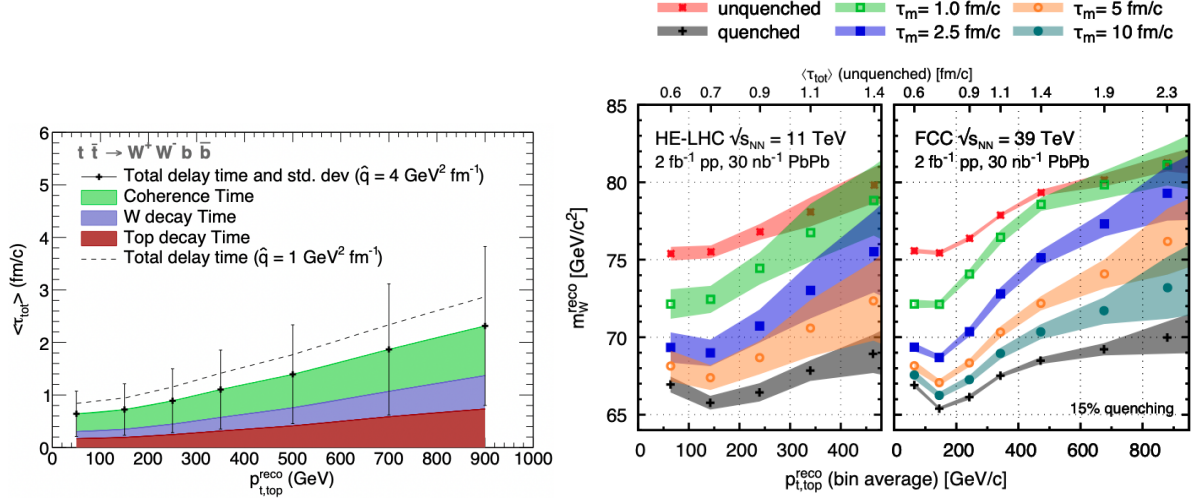 unquenched
quenched
τm= 1.0 fm/c
τm= 2.5 fm/c
τm= 5 fm/c
τm= 10 fm/c
6
5
4
3
2
1
0
<τtot> (fm/c)
t t̄ → W+ W- b b̄
Total delay time and std. dev (q̂ = 4 GeV² fm⁻¹)
Coherence Time
W decay Time
Top decay Time
Total delay time (q̂ = 1 GeV² fm⁻¹)
0 100 200 300 400 500 600 700 800 900 1000
p reco t,top (GeV)
⟨τtot⟩ (unquenched) [fm/c]
0.6 0.7 0.9 1.1 1.4
0.6 0.9 1.1 1.4 1.9 2.3
85
80
75
70
65
m reco W [GeV/c²]
HE-LHC √sNN = 11 TeV
2 fb⁻¹ pp, 30 nb⁻¹ PbPb
FCC √sNN = 39 TeV
2 fb⁻¹ pp, 30 nb⁻¹ PbPb
15% quenching
0 200 400
0 200 400 600 800
p reco t,top (bin average) [GeV/c]